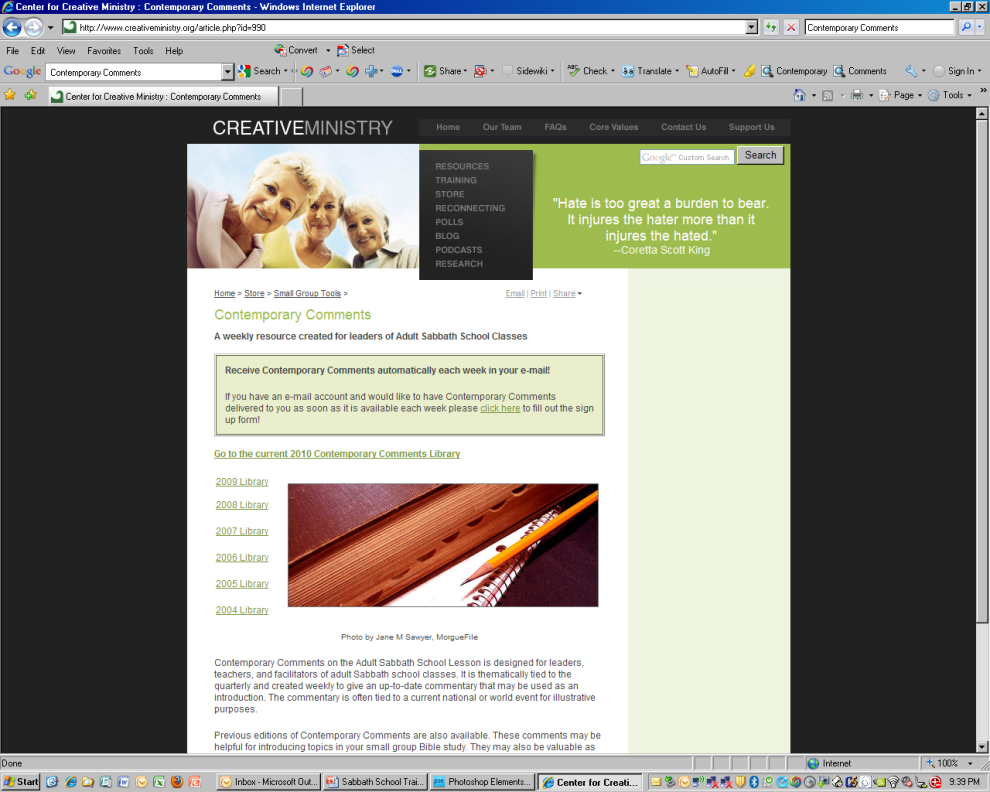 Center for Creative Ministry : Contemporary Comments - Windows Internet Explorer
http://www.creativeministry.org/article.php?id=990
Contemporary Comments
File Edit View Favorites Tools Help
Convert Select
Google Contemporary Comments Search Share Sidewiki Check Translate AutoFill Contemporary Comments Sign In
Center for Creative Ministry : Contemporary Comments
Page Tools
CREATIVEMINISTRY
Home Our Team FAQs Core Values Contact Us Support Us
RESOURCES
TRAINING
STORE
RECONNECTING
POLLS
BLOG
PODCASTS
RESEARCH
Google™ Custom Search Search
"Hate is too great a burden to bear.
It injures the hater more than it
injures the hated."
--Coretta Scott King
Home > Store > Small Group Tools >
Email | Print | Share
Contemporary Comments
A weekly resource created for leaders of Adult Sabbath School Classes
Receive Contemporary Comments automatically each week in your e-mail!
If you have an e-mail account and would like to have Contemporary Comments
delivered to you as soon as it is available each week please click here to fill out the sign
up form!
Go to the current 2010 Contemporary Comments Library
2009 Library
2008 Library
2007 Library
2006 Library
2005 Library
2004 Library
Photo by Jane M Sawyer, MorgueFile
Contemporary Comments on the Adult Sabbath School Lesson is designed for leaders,
teachers, and facilitators of adult Sabbath school classes. It is thematically tied to the
quarterly and created weekly to give an up-to-date commentary that may be used as an
introduction. The commentary is often tied to a current national or world event for illustrative
purposes.
Previous editions of Contemporary Comments are also available. These comments may be
helpful for introducing topics in your small group Bible study. They may also be valuable as
Done
Internet
100%
Start
Inbox - Microsoft Out...
Sabbath School Trai...
Photoshop Elements...
Center for Creati...
9:39 PM